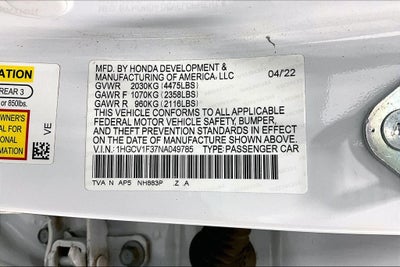 MFD. BY HONDA DEVELOPMENT &
MANUFACTURING OF AMERICA, LLC 04/22
GVWR 2030KG (4475LBS)
GAWR F 1070KG (2358LBS)
GAWR R 960KG (2116LBS)
THIS VEHICLE CONFORMS TO ALL APPLICABLE
FEDERAL MOTOR VEHICLE SAFETY, BUMPER,
AND THEFT PREVENTION STANDARDS IN EFFECT
ON THE DATE OF MANUFACTURE SHOWN ABOVE.
V.I.N.: 1HGCV1F37NA049785 TYPE: PASSENGER CAR
TVA N AP5 NH883P Z A
ATION
REAR 3
or 850lbs.
OWNER'S
FOR
MATION
VE